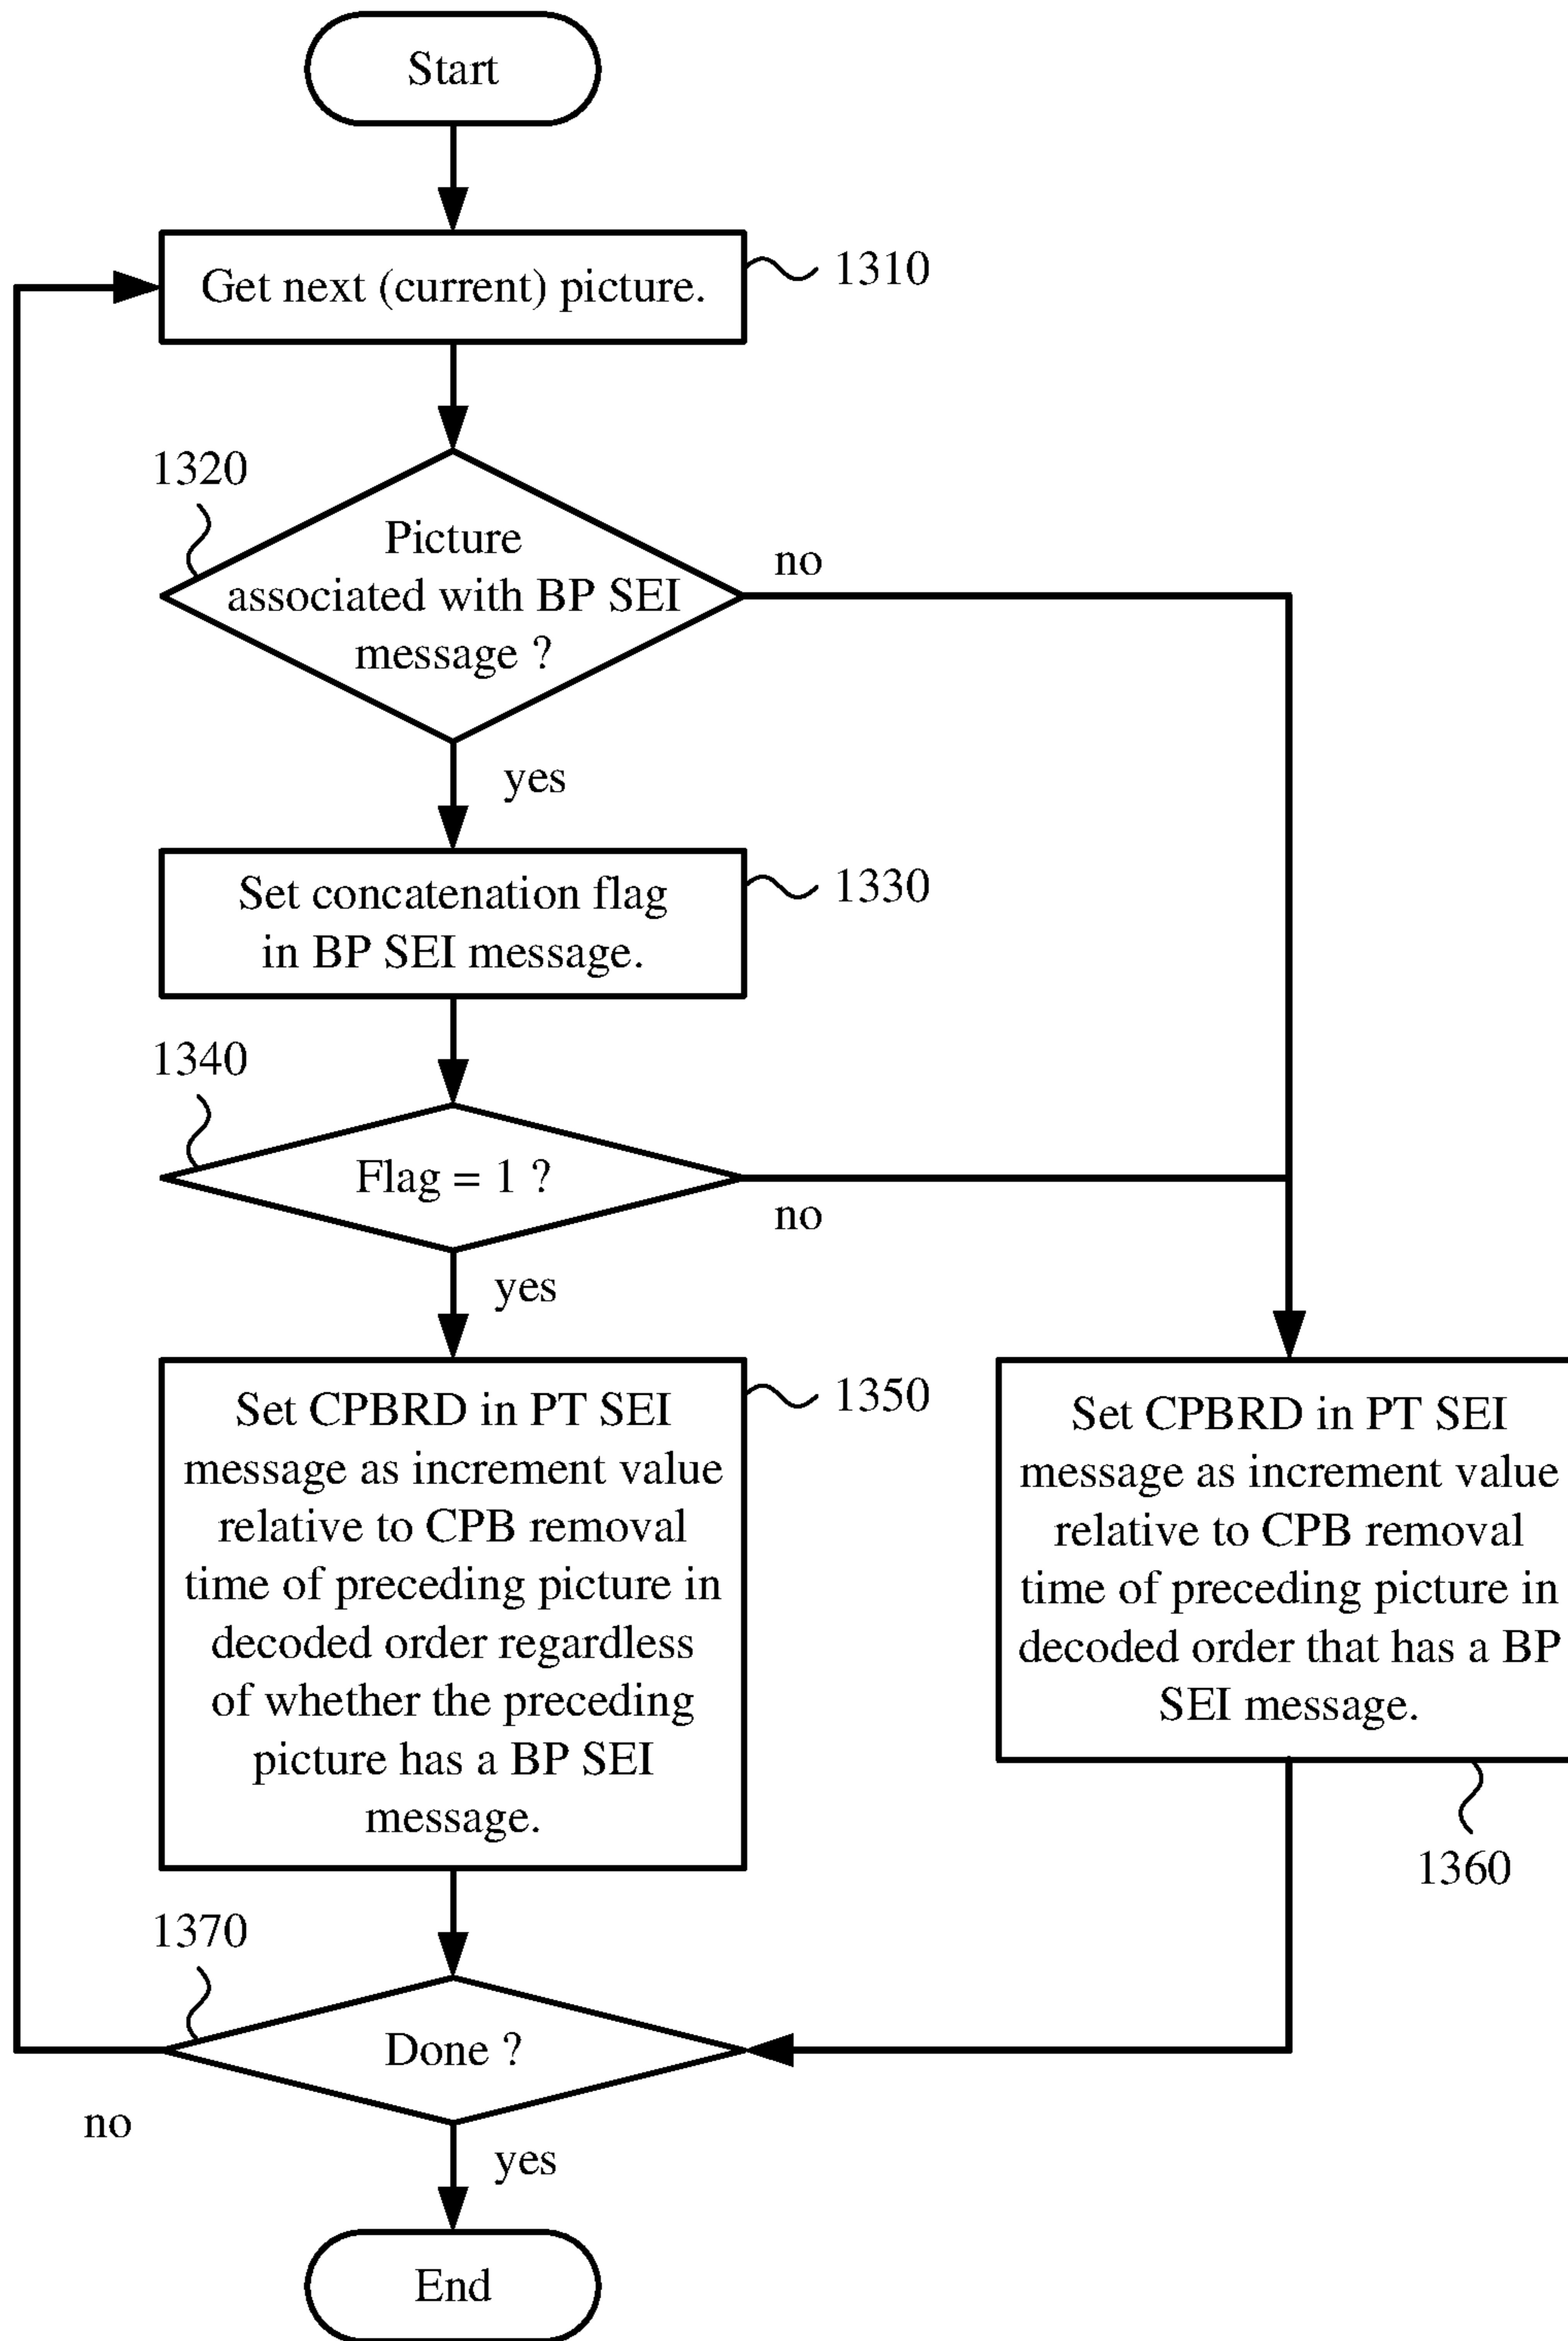 Start
Get next (current) picture.
1310
1320
Picture
associated with BP SEI
message ?
no
yes
Set concatenation flag
in BP SEI message.
1330
1340
Flag = 1 ?
no
yes
Set CPBRD in PT SEI
message as increment value
relative to CPB removal
time of preceding picture in
decoded order regardless
of whether the preceding
picture has a BP SEI
message.
1350
Set CPBRD in PT SEI
message as increment value
relative to CPB removal
time of preceding picture in
decoded order that has a BP
SEI message.
1360
1370
Done ?
no
yes
End